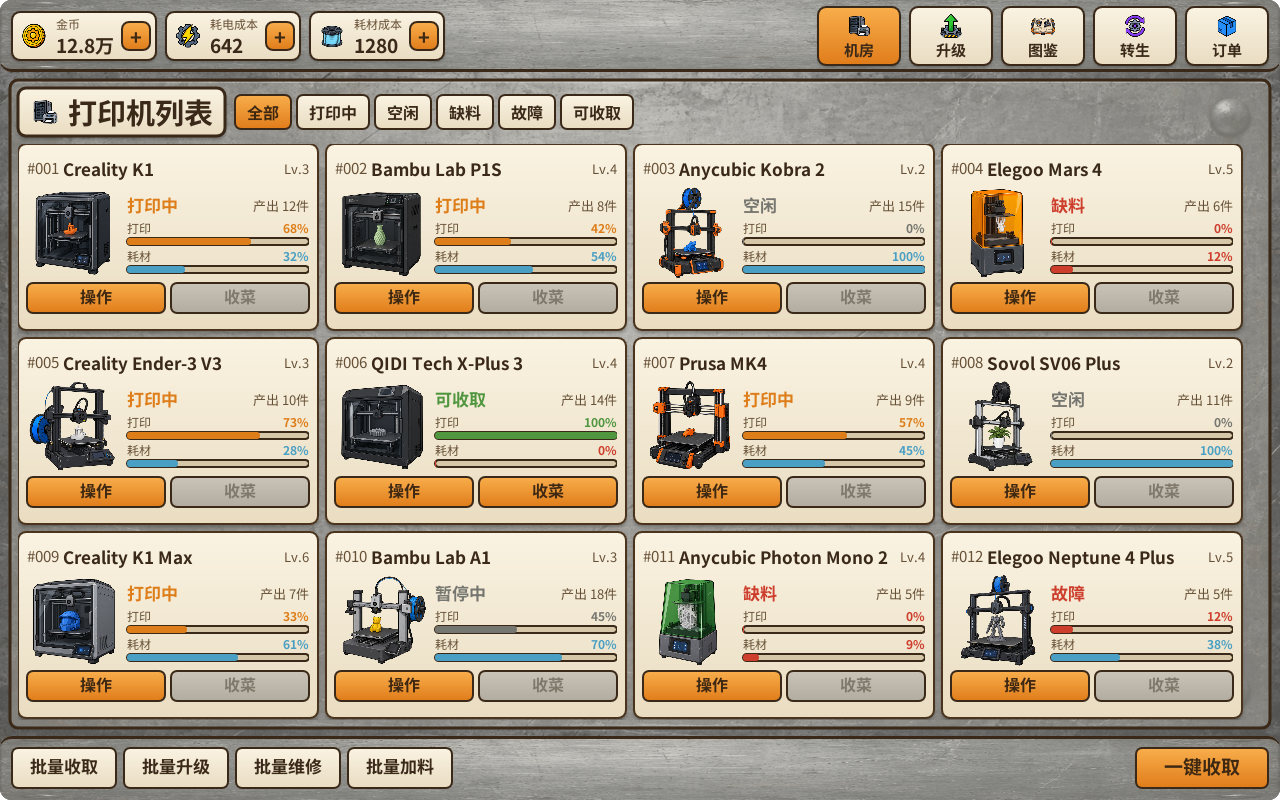 金币
12.8万
+
耗电成本
642
+
耗材成本
1280
+
机房
升级
图鉴
转生
订单
打印机列表
全部
打印中
空闲
缺料
故障
可收取
#001 Creality K1 Lv.3
打印中 产出 12件
打印 68%
耗材 32%
操作 收菜
#002 Bambu Lab P1S Lv.4
打印中 产出 8件
打印 42%
耗材 54%
操作 收菜
#003 Anycubic Kobra 2 Lv.2
空闲 产出 15件
打印 0%
耗材 100%
操作 收菜
#004 Elegoo Mars 4 Lv.5
缺料 产出 6件
打印 0%
耗材 12%
操作 收菜
#005 Creality Ender-3 V3 Lv.3
打印中 产出 10件
打印 73%
耗材 28%
操作 收菜
#006 QIDI Tech X-Plus 3 Lv.4
可收取 产出 14件
打印 100%
耗材 0%
操作 收菜
#007 Prusa MK4 Lv.4
打印中 产出 9件
打印 57%
耗材 45%
操作 收菜
#008 Sovol SV06 Plus Lv.2
空闲 产出 11件
打印 0%
耗材 100%
操作 收菜
#009 Creality K1 Max Lv.6
打印中 产出 7件
打印 33%
耗材 61%
操作 收菜
#010 Bambu Lab A1 Lv.3
暂停中 产出 18件
打印 45%
耗材 70%
操作 收菜
#011 Anycubic Photon Mono 2 Lv.4
缺料 产出 5件
打印 0%
耗材 9%
操作 收菜
#012 Elegoo Neptune 4 Plus Lv.5
故障 产出 5件
打印 12%
耗材 38%
操作 收菜
批量收取
批量升级
批量维修
批量加料
一键收取